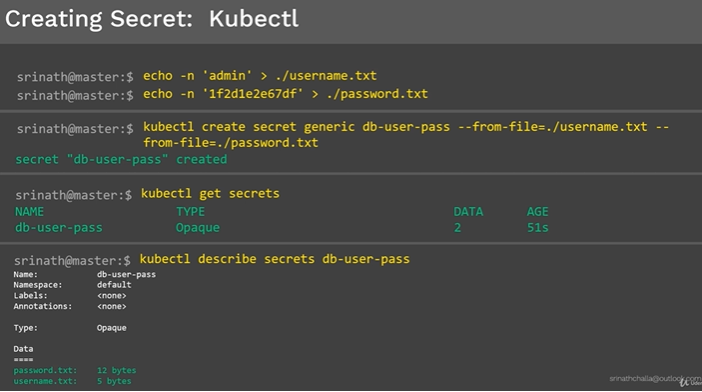 Creating Secret: Kubectl
srinath@master:$ echo -n 'admin' > ./username.txt
srinath@master:$ echo -n '1f2d1e2e67df' > ./password.txt
srinath@master:$ kubectl create secret generic db-user-pass --from-file=./username.txt --
from-file=./password.txt
secret "db-user-pass" created
srinath@master:$ kubectl get secrets
NAME TYPE DATA AGE
db-user-pass Opaque 2 51s
srinath@master:$ kubectl describe secrets db-user-pass
Name: db-user-pass
Namespace: default
Labels: <none>
Annotations: <none>
Type: Opaque
Data
====
password.txt: 12 bytes
username.txt: 5 bytes
srinathchalla@outlook.com